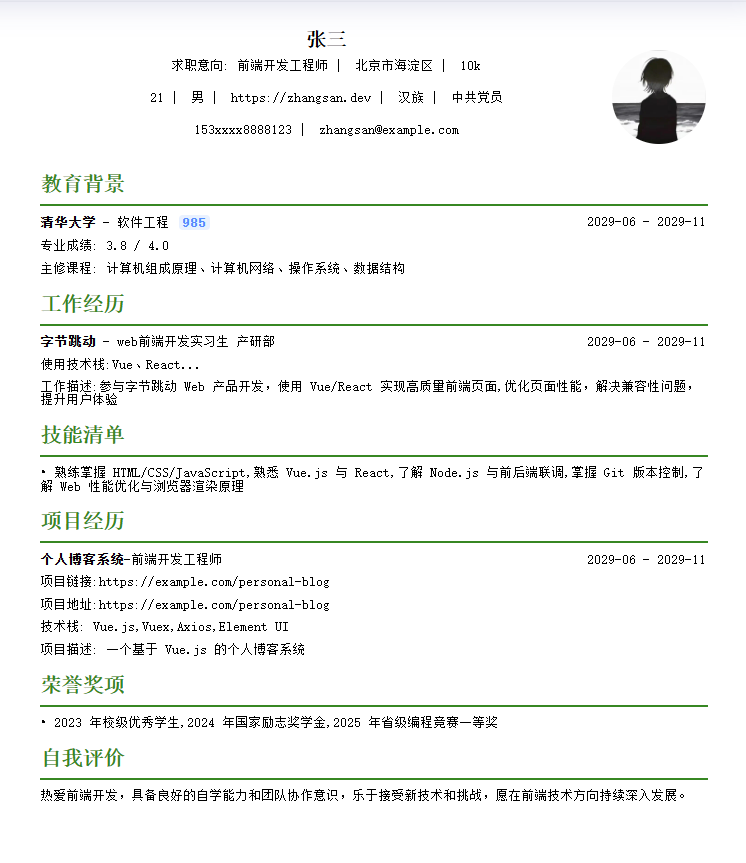 张三
求职意向: 前端开发工程师 | 北京市海淀区 | 10k
21 | 男 | https://zhangsan.dev | 汉族 | 中共党员
153xxxx8888123 | zhangsan@example.com
教育背景
清华大学 - 软件工程 985 2029-06 - 2029-11
专业成绩: 3.8 / 4.0
主修课程: 计算机组成原理、计算机网络、操作系统、数据结构
工作经历
字节跳动 - web前端开发实习生 产研部 2029-06 - 2029-11
使用技术栈:Vue、React...
工作描述:参与字节跳动 Web 产品开发，使用 Vue/React 实现高质量前端页面,优化页面性能，解决兼容性问题，
提升用户体验
技能清单
• 熟练掌握 HTML/CSS/JavaScript,熟悉 Vue.js 与 React,了解 Node.js 与前后端联调,掌握 Git 版本控制,了
解 Web 性能优化与浏览器渲染原理
项目经历
个人博客系统-前端开发工程师 2029-06 - 2029-11
项目链接:https://example.com/personal-blog
项目地址:https://example.com/personal-blog
技术栈: Vue.js,Vuex,Axios,Element UI
项目描述: 一个基于 Vue.js 的个人博客系统
荣誉奖项
• 2023 年校级优秀学生,2024 年国家励志奖学金,2025 年省级编程竞赛一等奖
自我评价
热爱前端开发，具备良好的自学能力和团队协作意识，乐于接受新技术和挑战，愿在前端技术方向持续深入发展。